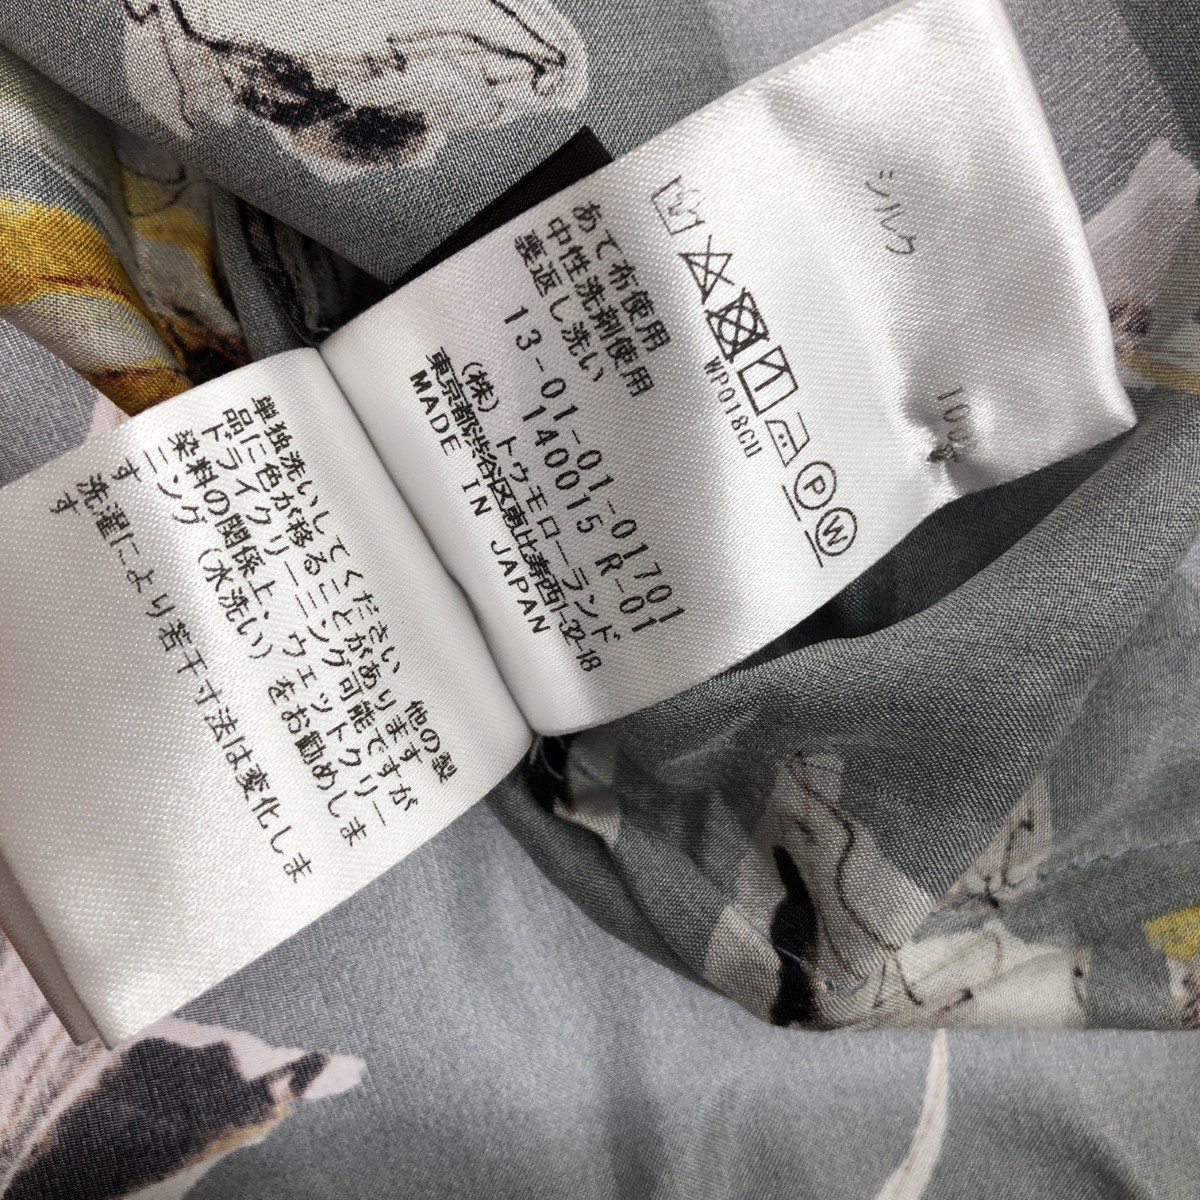 シルク 100%
WP018CU
あて布使用
中性洗剤使用
裏返し洗い
13-01-01-01-01701
140015 R-01
(株) トゥモローランド
東京都渋谷区恵比寿西1-32-18
MADE IN JAPAN
単独洗いしてください 他の製
品に色が移ることがあります
ドライクリーニング可能ですが
染料の関係上、ウェットクリー
ニング (水洗い) をお勧めしま
す
洗濯により若干寸法は変化しま
す